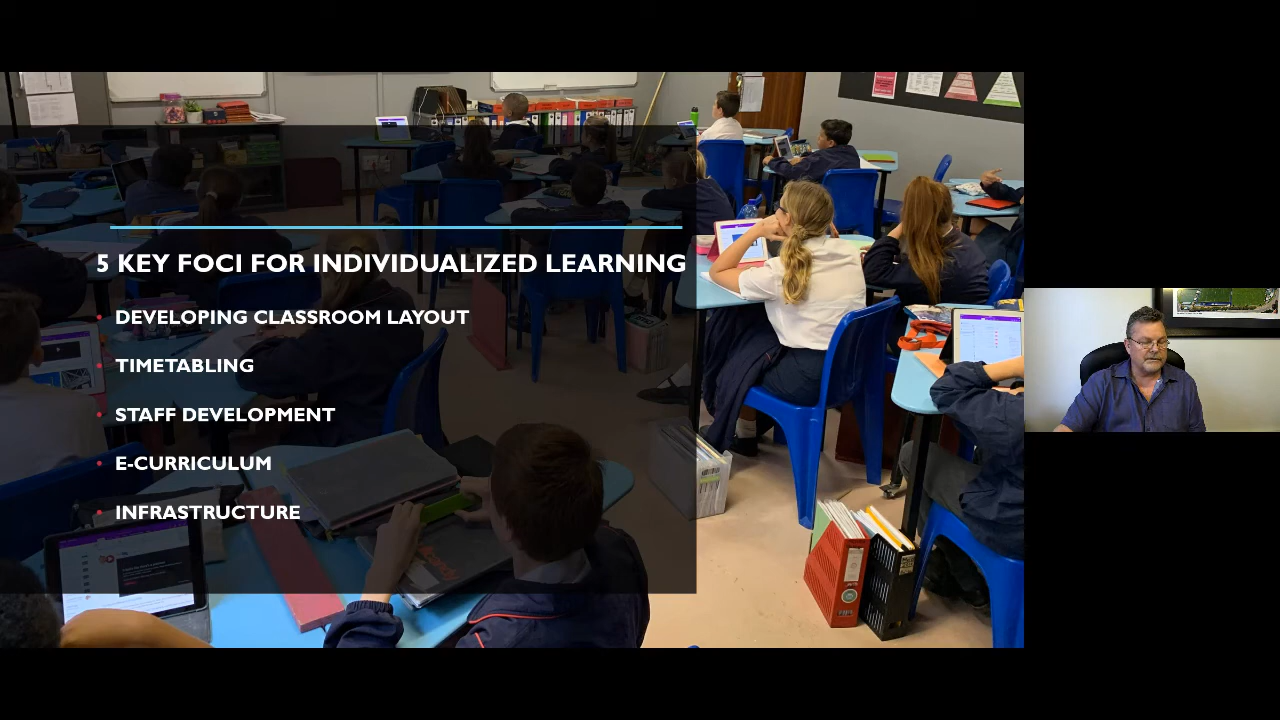 5 KEY FOCI FOR INDIVIDUALIZED LEARNING
• DEVELOPING CLASSROOM LAYOUT
• TIMETABLING
• STAFF DEVELOPMENT
• E-CURRICULUM
• INFRASTRUCTURE